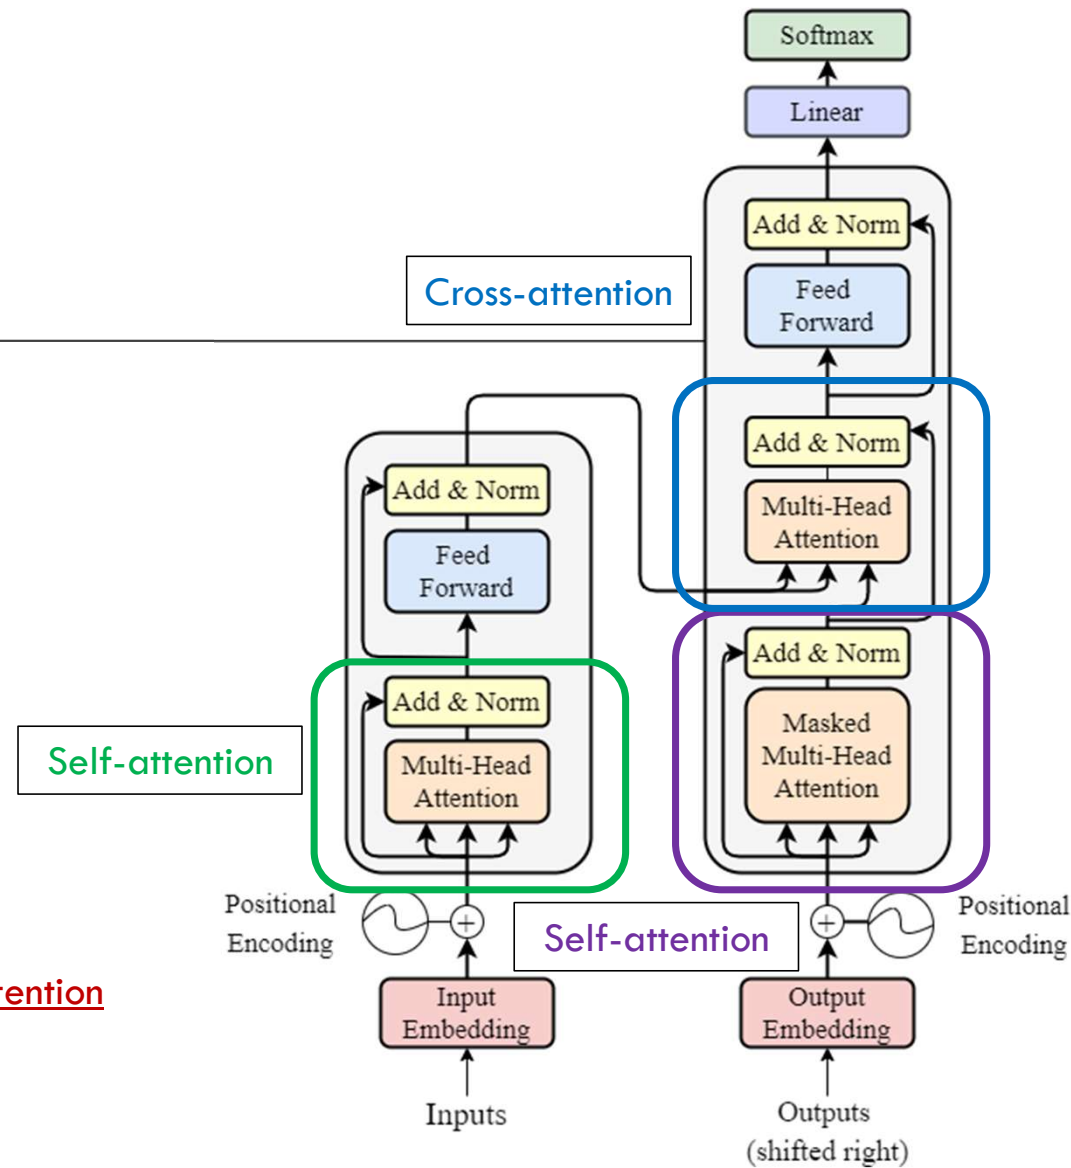 Softmax
Linear
Add & Norm
Feed
Forward
Cross-attention
Add & Norm
Multi-Head
Attention
Add & Norm
Feed
Forward
Add & Norm
Masked
Multi-Head
Attention
Add & Norm
Multi-Head
Attention
Self-attention
Positional
Encoding
Self-attention
Positional
Encoding
tention
Input
Embedding
Output
Embedding
Inputs
Outputs
(shifted right)